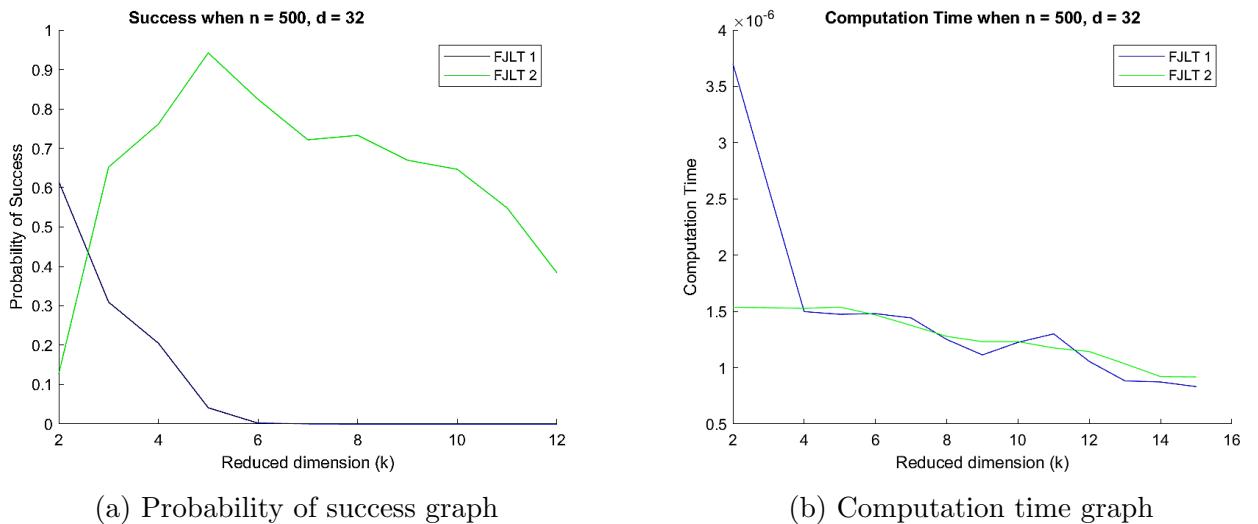 Success when n = 500, d = 32
1
0.9
0.8
0.7
0.6
0.5
0.4
0.3
0.2
0.1
0
Probability of Success
FJLT 1
FJLT 2
2 4 6 8 10 12
Reduced dimension (k)
(a) Probability of success graph
Computation Time when n = 500, d = 32
×10⁻⁶
4
3.5
3
2.5
2
1.5
1
0.5
Computation Time
FJLT 1
FJLT 2
2 4 6 8 10 12 14 16
Reduced dimension (k)
(b) Computation time graph